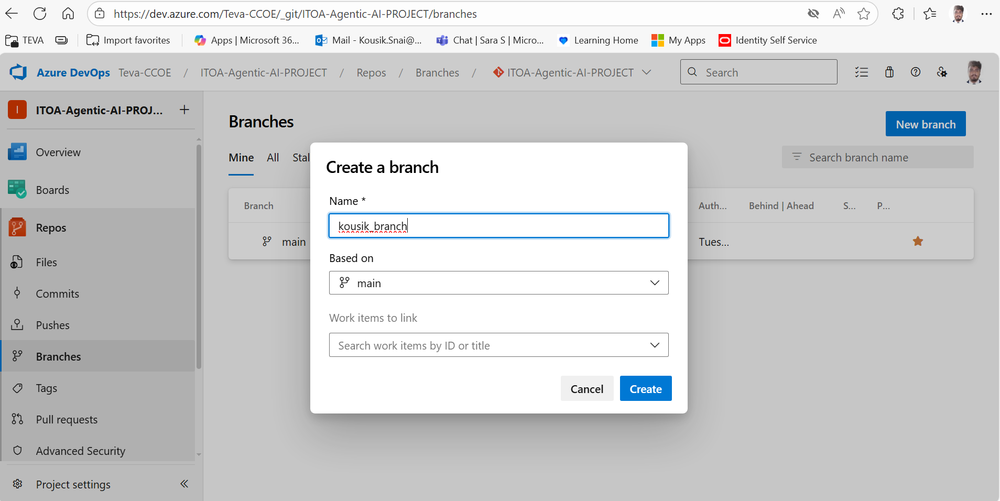 https://dev.azure.com/Teva-CCOE/_git/ITOA-Agentic-AI-PROJECT/branches
TEVA
Import favorites
Apps | Microsoft 36...
Mail - Kousik.Snai@...
Chat | Sara S | Micro...
Learning Home
My Apps
Identity Self Service
Azure DevOps Teva-CCOE / ITOA-Agentic-AI-PROJECT / Repos / Branches / ITOA-Agentic-AI-PROJECT
Search
I
ITOA-Agentic-AI-PROJ...
Overview
Boards
Repos
Files
Commits
Pushes
Branches
Tags
Pull requests
Advanced Security
Project settings
Branches
New branch
Mine All Stal
Search branch name
Branch
Auth... Behind | Ahead S... P...
main
Tues...
Create a branch
Name *
kousik_branch
Based on
main
Work items to link
Search work items by ID or title
Cancel Create